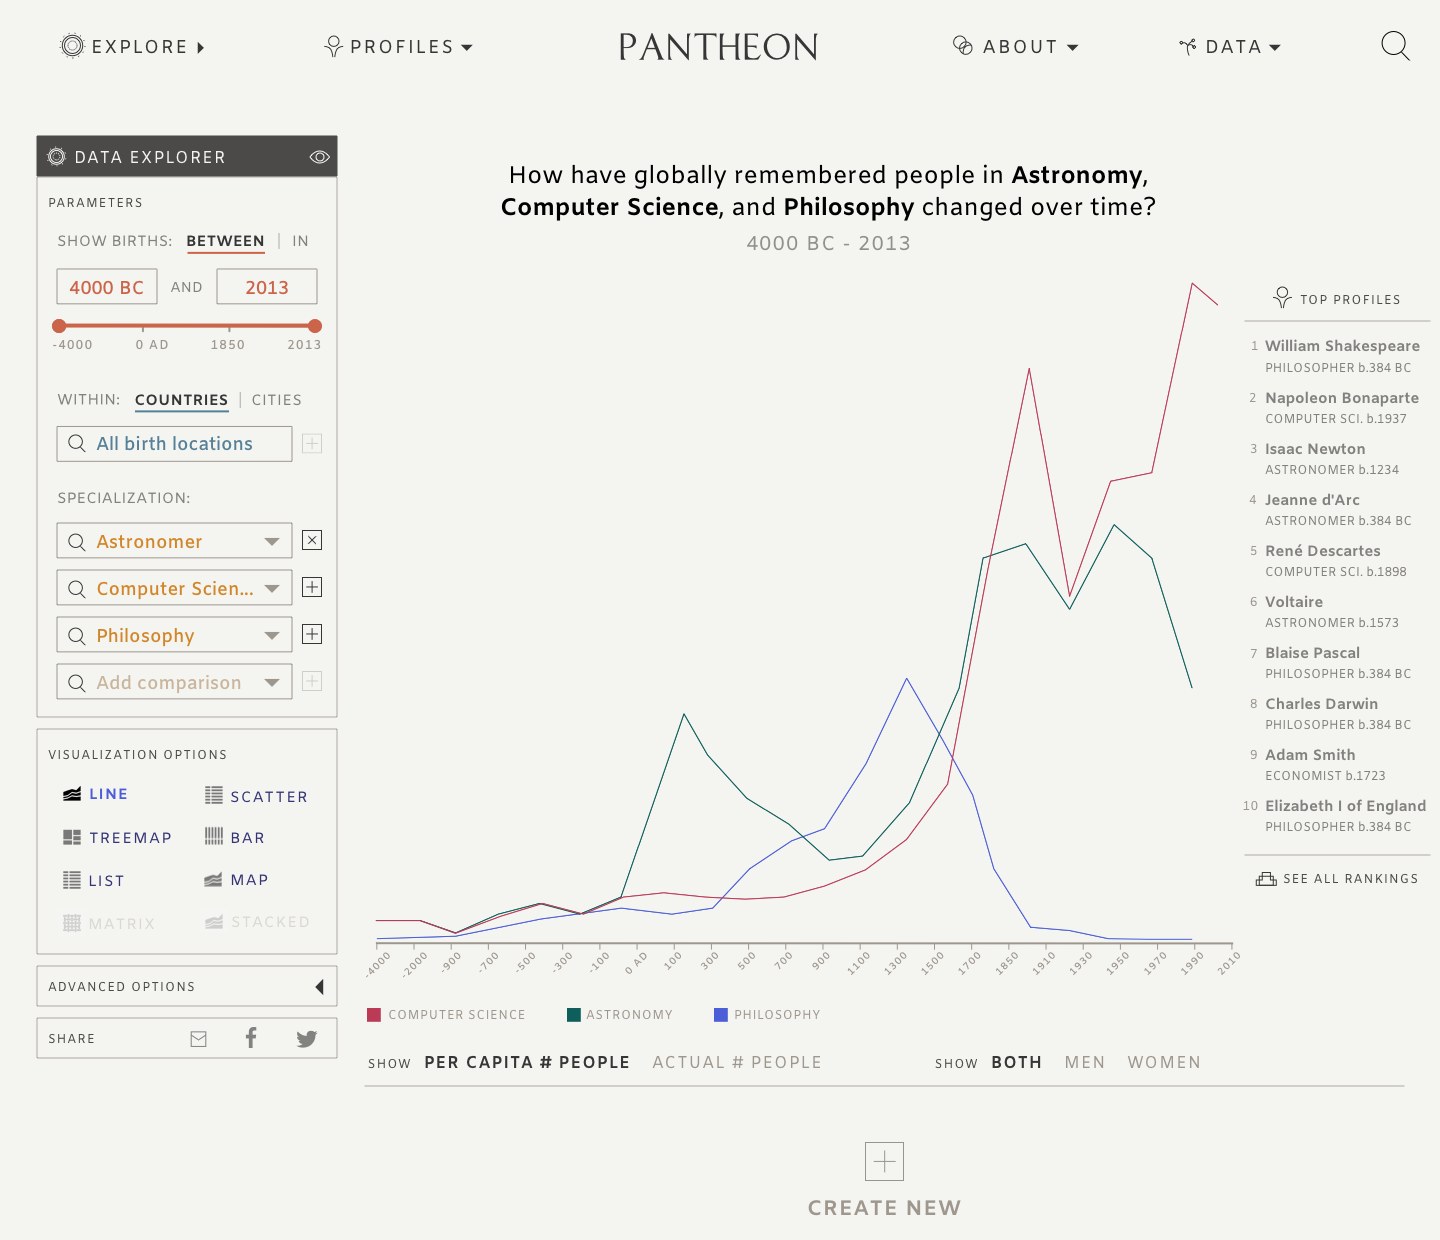 EXPLORE
PROFILES
PANTHEON
ABOUT
DATA
DATA EXPLORER
PARAMETERS
SHOW BIRTHS: BETWEEN | IN
4000 BC AND 2013
-4000 0 AD 1850 2013
WITHIN: COUNTRIES | CITIES
All birth locations
SPECIALIZATION:
Astronomer
Computer Scien...
Philosophy
Add comparison
VISUALIZATION OPTIONS
LINE SCATTER
TREEMAP BAR
LIST MAP
MATRIX STACKED
ADVANCED OPTIONS
SHARE
How have globally remembered people in Astronomy,
Computer Science, and Philosophy changed over time?
4000 BC - 2013
-4000 -2000 -900 -700 -500 -300 -100 0 AD 100 300 500 700 900 1100 1300 1500 1700 1850 1910 1930 1950 1970 1990 2010
COMPUTER SCIENCE ASTRONOMY PHILOSOPHY
SHOW PER CAPITA # PEOPLE ACTUAL # PEOPLE SHOW BOTH MEN WOMEN
TOP PROFILES
1 William Shakespeare
PHILOSOPHER b.384 BC
2 Napoleon Bonaparte
COMPUTER SCI. b.1937
3 Isaac Newton
ASTRONOMER b.1234
4 Jeanne d'Arc
ASTRONOMER b.384 BC
5 René Descartes
COMPUTER SCI. b.1898
6 Voltaire
ASTRONOMER b.1573
7 Blaise Pascal
PHILOSOPHER b.384 BC
8 Charles Darwin
PHILOSOPHER b.384 BC
9 Adam Smith
ECONOMIST b.1723
10 Elizabeth I of England
PHILOSOPHER b.384 BC
SEE ALL RANKINGS
CREATE NEW